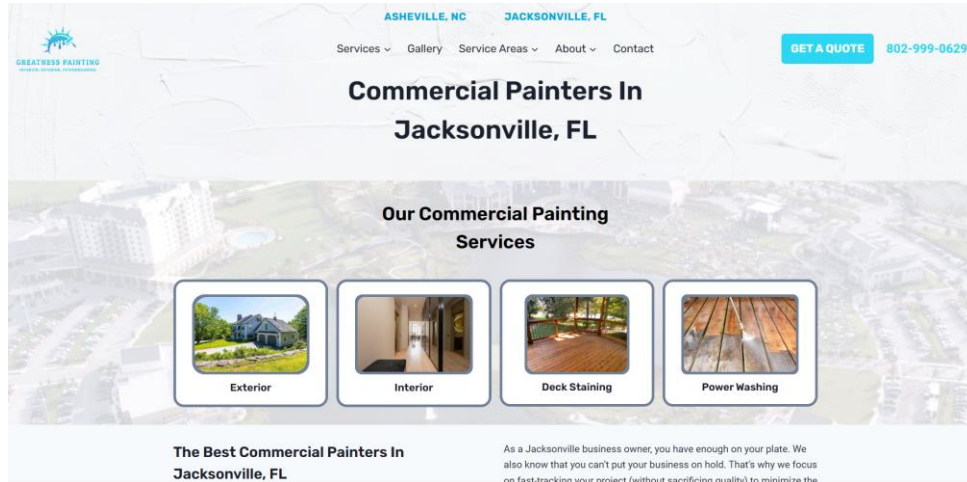 ASHEVILLE, NC JACKSONVILLE, FL
GREATNESS PAINTING
Services Gallery Service Areas About Contact
GET A QUOTE 802-999-0629
Commercial Painters In
Jacksonville, FL
Our Commercial Painting
Services
Exterior Interior Deck Staining Power Washing
The Best Commercial Painters In
Jacksonville, FL
As a Jacksonville business owner, you have enough on your plate. We
also know that you can't put your business on hold. That's why we focus
on fast-tracking your project (without sacrificing quality) to minimize the